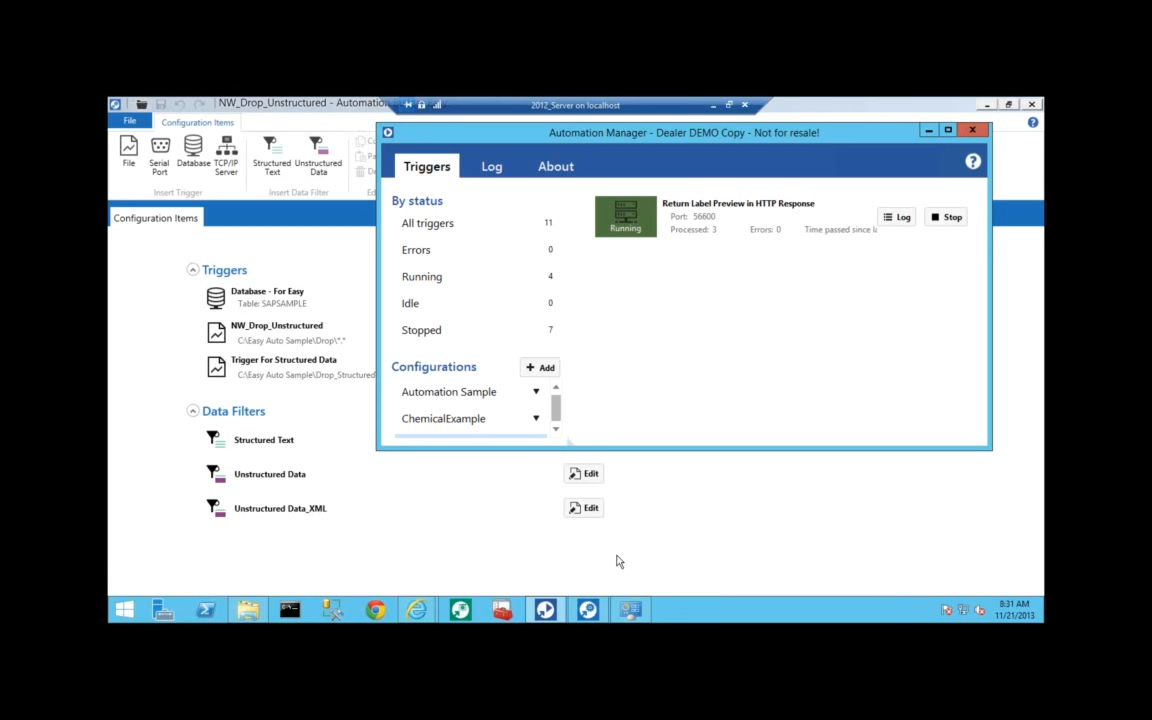 NW_Drop_Unstructured - Automation
2012_Server on localhost
File
Configuration Items
File
Serial Port
Database
TCP/IP Server
Structured Text
Unstructured Data
Insert Trigger
Insert Data Filter
Configuration Items
Triggers
Database - For Easy
Table: SAPSAMPLE
NW_Drop_Unstructured
C:\Easy Auto Sample\Drop\*.*
Trigger For Structured Data
C:\Easy Auto Sample\Drop_Structured
Data Filters
Structured Text
Unstructured Data
Edit
Unstructured Data_XML
Edit
Automation Manager - Dealer DEMO Copy - Not for resale!
Triggers
Log
About
By status
All triggers 11
Errors 0
Running 4
Idle 0
Stopped 7
Configurations
Add
Automation Sample
ChemicalExample
Running
Return Label Preview in HTTP Response
Port: 56600
Processed: 3 Errors: 0 Time passed since
Log
Stop
8:31 AM
11/21/2013